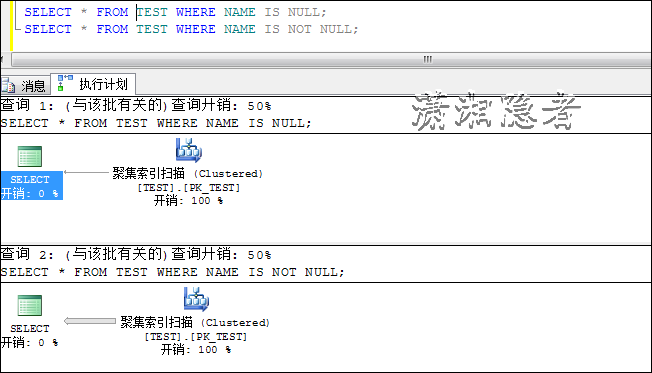 SELECT * FROM TEST WHERE NAME IS NULL;
SELECT * FROM TEST WHERE NAME IS NOT NULL;
消息
执行计划
查询 1: (与该批有关的)查询开销: 50%
SELECT * FROM TEST WHERE NAME IS NULL;
潇湘隐者
SELECT
开销: 0 %
聚集索引扫描 (Clustered)
[TEST].[PK_TEST]
开销: 100 %
查询 2: (与该批有关的)查询开销: 50%
SELECT * FROM TEST WHERE NAME IS NOT NULL;
SELECT
开销: 0 %
聚集索引扫描 (Clustered)
[TEST].[PK_TEST]
开销: 100 %